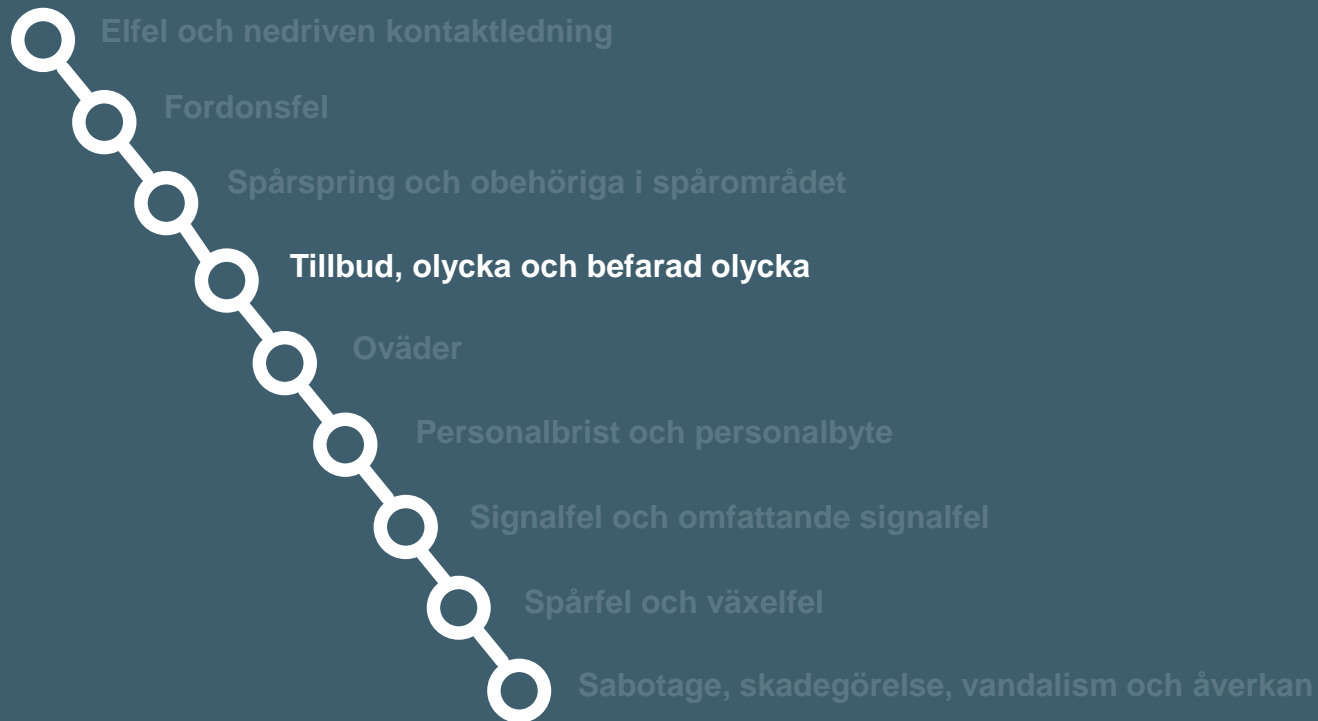 Elfel och nedriven kontaktledning
Fordonsfel
Spårspring och obehöriga i spårområdet
Tillbud, olycka och befarad olycka
Oväder
Personalbrist och personalbyte
Signalfel och omfattande signalfel
Spårfel och växelfel
Sabotage, skadegörelse, vandalism och åverkan